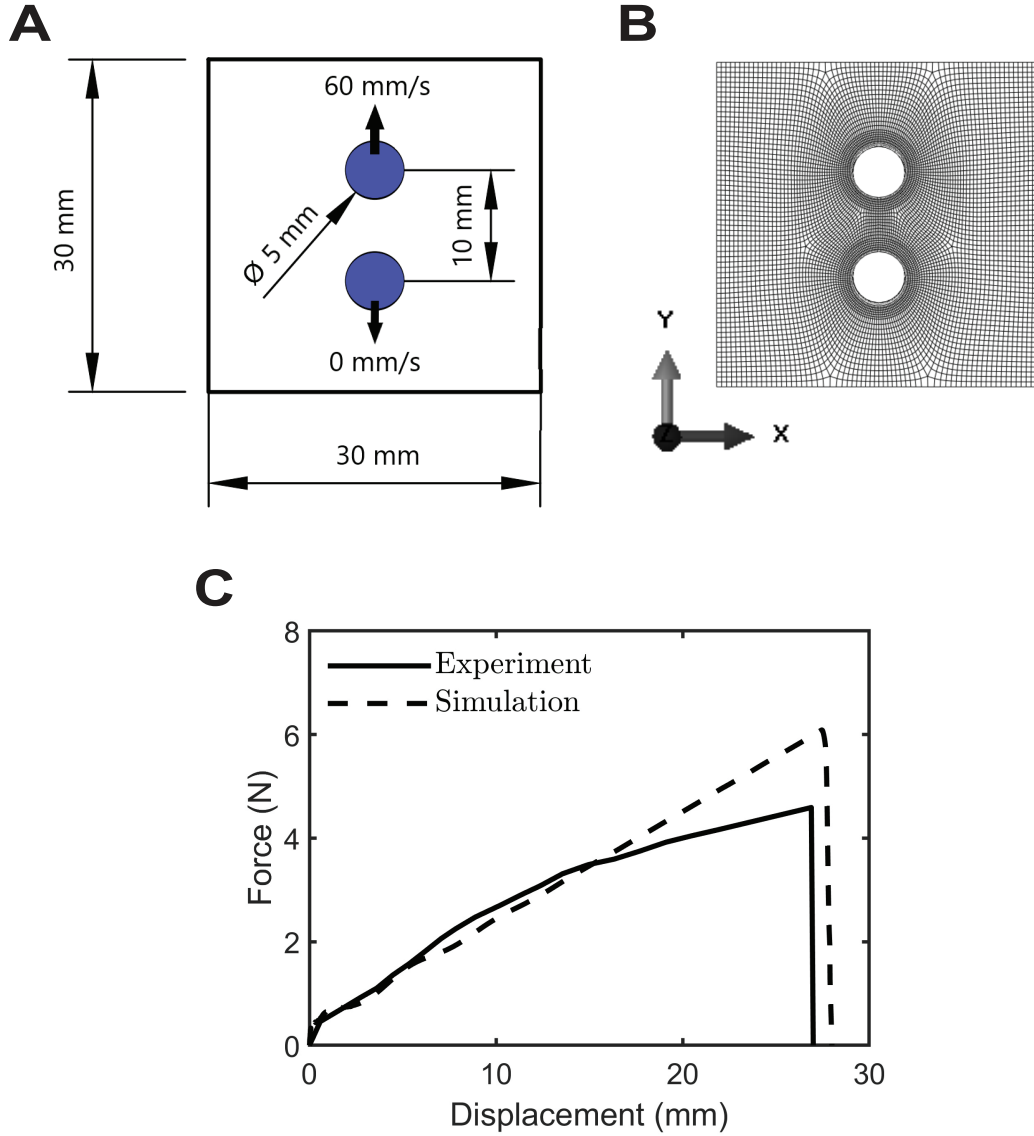 A
B
60 mm/s
30 mm
Ø 5 mm
10 mm
0 mm/s
30 mm
Y
Z
X
C
8
6
4
2
0
Experiment
Simulation
Force (N)
0
10
20
30
Displacement (mm)